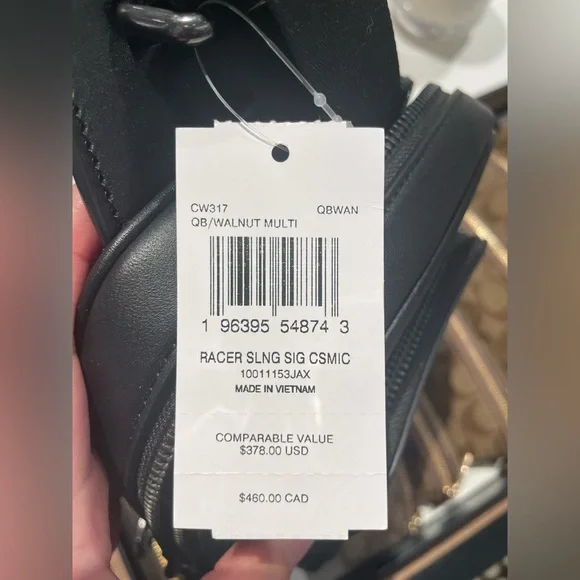 CW317 QBWAN
QB/WALNUT MULTI
1 96395 54874 3
RACER SLNG SIG CSMIC
10011153JAX
MADE IN VIETNAM
COMPARABLE VALUE
$378.00 USD
$460.00 CAD